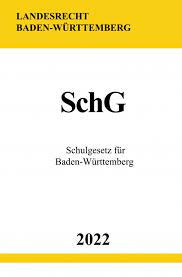 LANDESRECHT
BADEN-WÜRTTEMBERG
SchG
Schulgesetz für
Baden-Württemberg
2022